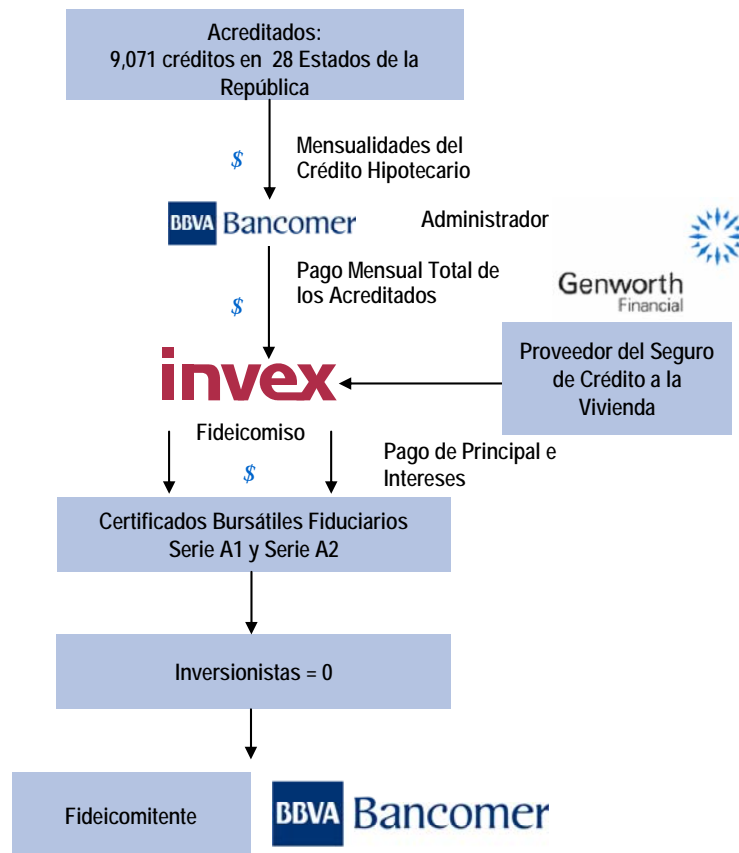 Acreditados:
9,071 créditos en 28 Estados de la
República
$
Mensualidades del
Crédito Hipotecario
BBVA Bancomer
Administrador
Genworth
Financial
$
Pago Mensual Total de
los Acreditados
invex
Proveedor del Seguro
de Crédito a la
Vivienda
Fideicomiso
$
Pago de Principal e
Intereses
Certificados Bursátiles Fiduciarios
Serie A1 y Serie A2
Inversionistas = 0
Fideicomitente
BBVA Bancomer